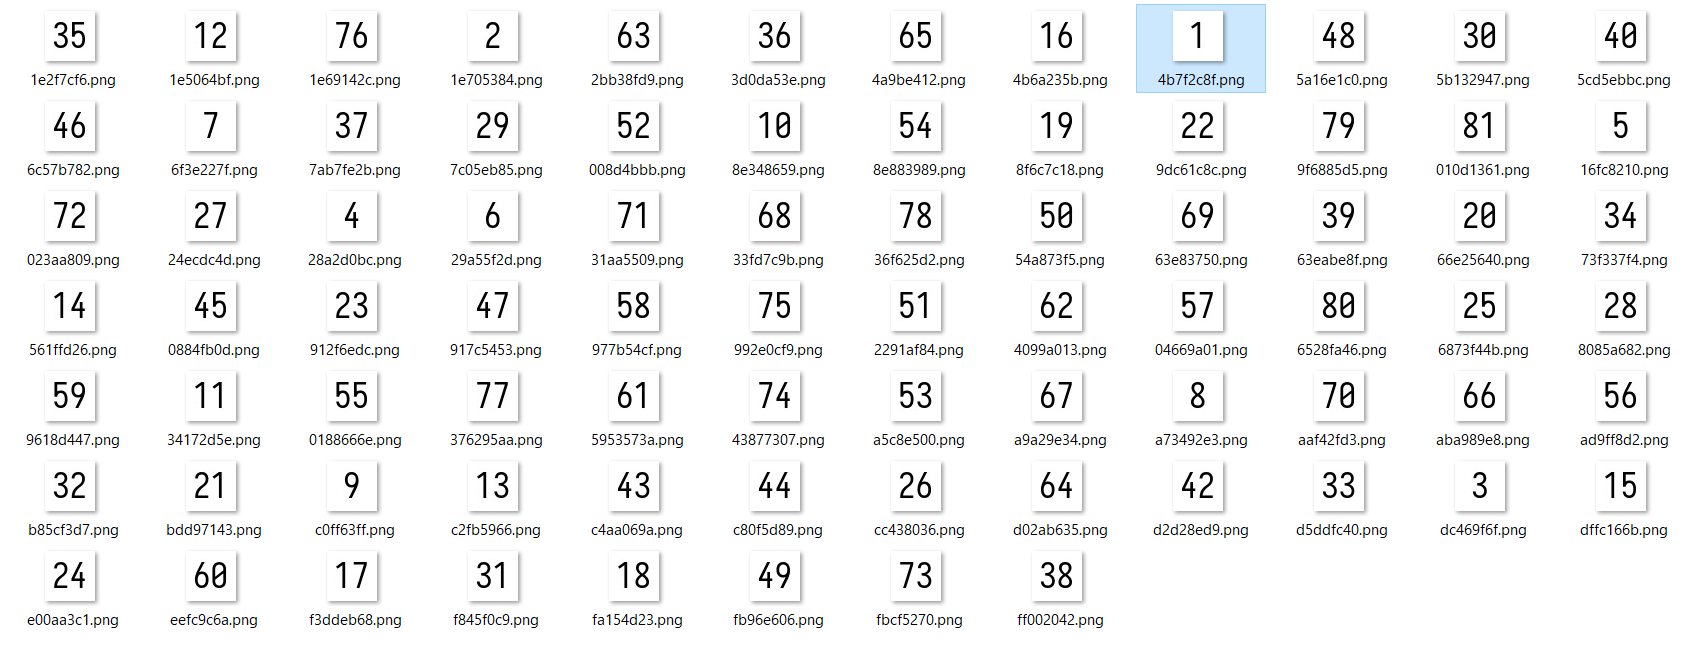 35 12 76 2 63 36 65 16 1 48 30 40
1e2f7cf6.png 1e5064bf.png 1e69142c.png 1e705384.png 2bb38fd9.png 3d0da53e.png 4a9be412.png 4b6a235b.png 4b7f2c8f.png 5a16e1c0.png 5b132947.png 5cd5ebbc.png
46 7 37 29 52 10 54 19 22 79 81 5
6c57b782.png 6f3e227f.png 7ab7fe2b.png 7c05eb85.png 008d4bbb.png 8e348659.png 8e883989.png 8f6c7c18.png 9dc61c8c.png 9f6885d5.png 010d1361.png 16fc8210.png
72 27 4 6 71 68 78 50 69 39 20 34
023aa809.png 24ecdc4d.png 28a2d0bc.png 29a55f2d.png 31aa5509.png 33fd7c9b.png 36f625d2.png 54a873f5.png 63e83750.png 63eabe8f.png 66e25640.png 73f337f4.png
14 45 23 47 58 75 51 62 57 80 25 28
561ffd26.png 0884fb0d.png 912f6edc.png 917c5453.png 977b54cf.png 992e0cf9.png 2291af84.png 4099a013.png 04669a01.png 6528fa46.png 6873f44b.png 8085a682.png
59 11 55 77 61 74 53 67 8 70 66 56
9618d447.png 34172d5e.png 0188666e.png 376295aa.png 5953573a.png 43877307.png a5c8e500.png a9a29e34.png a73492e3.png aaf42fd3.png aba989e8.png ad9ff8d2.png
32 21 9 13 43 44 26 64 42 33 3 15
b85cf3d7.png bdd97143.png c0ff63ff.png c2fb5966.png c4aa069a.png c80f5d89.png cc438036.png d02ab635.png d2d28ed9.png d5ddfc40.png dc469f6f.png dffc166b.png
24 60 17 31 18 49 73 38
e00aa3c1.png eefc9c6a.png f3ddeb68.png f845f0c9.png fa154d23.png fb96e606.png fbcf5270.png ff002042.png